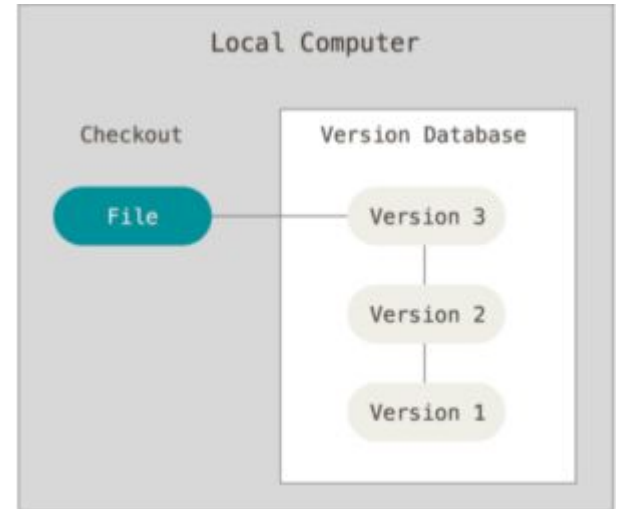 Local Computer
Checkout
Version Database
File
Version 3
Version 2
Version 1